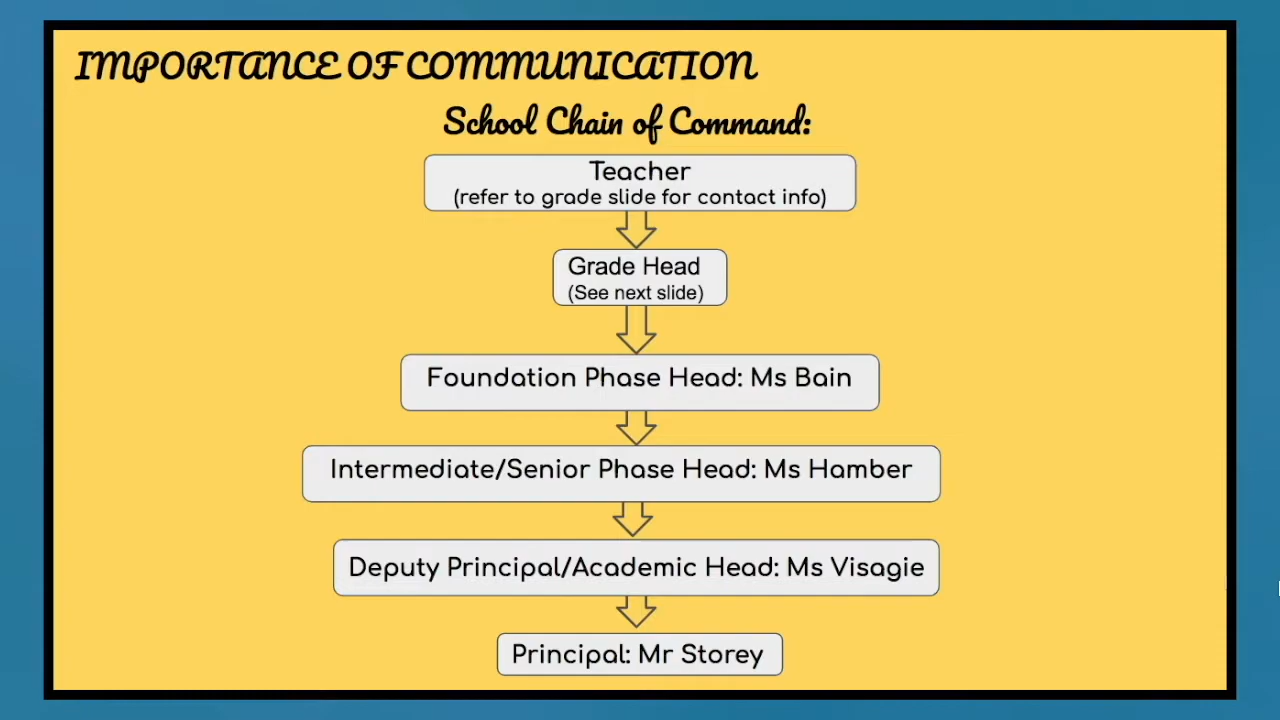 IMPORTANCE OF COMMUNICATION
School Chain of Command:
Teacher
(refer to grade slide for contact info)
Grade Head
(See next slide)
Foundation Phase Head: Ms Bain
Intermediate/Senior Phase Head: Ms Hamber
Deputy Principal/Academic Head: Ms Visagie
Principal: Mr Storey